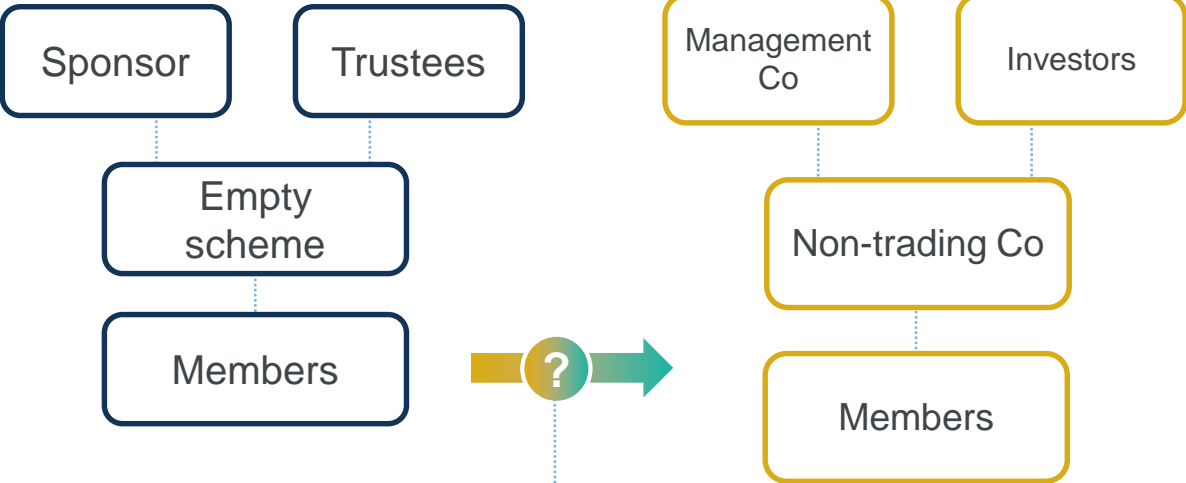 Sponsor
Trustees
Empty
scheme
Members
?
Management
Co
Investors
Non-trading Co
Members